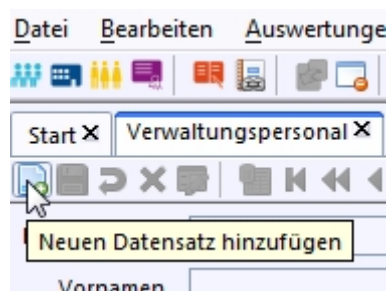 Datei Bearbeiten Auswertunge
Start X Verwaltungspersonal X
Neuen Datensatz hinzufügen
Vornamen